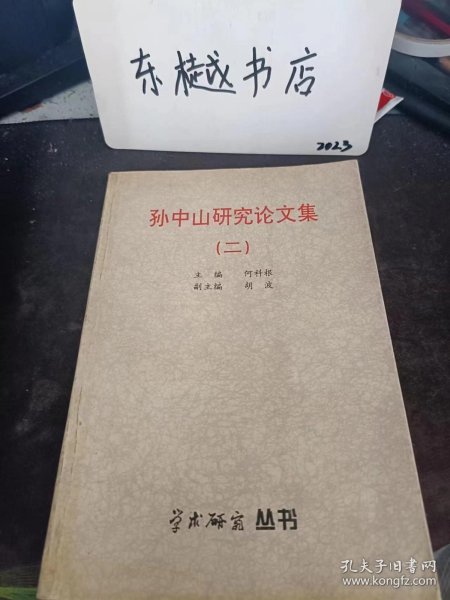 东樾书店
2023
孙中山研究论文集
(二)
主编 何科根
副主编 胡波
学术研究丛书
孔夫子旧书网
www.kongfz.com